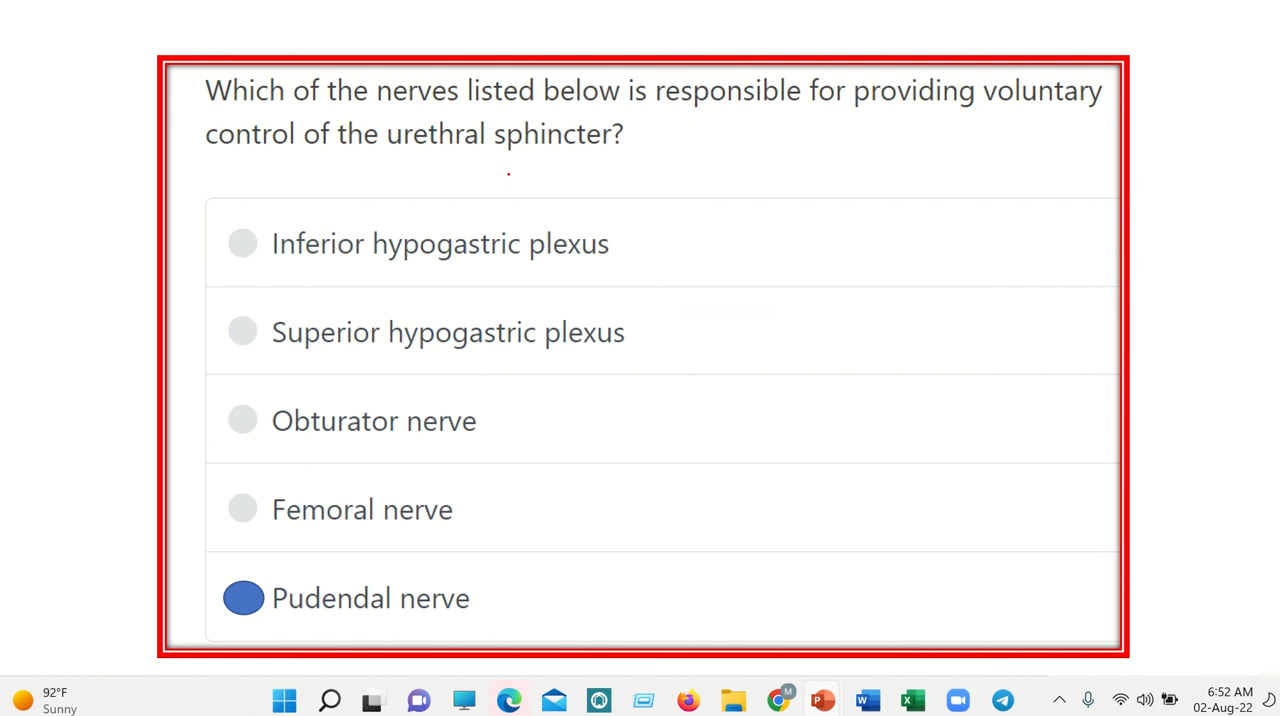 Which of the nerves listed below is responsible for providing voluntary
control of the urethral sphincter?
Inferior hypogastric plexus
Superior hypogastric plexus
Obturator nerve
Femoral nerve
Pudendal nerve
92°F
Sunny
M
P
W
X
6:52 AM
02-Aug-22